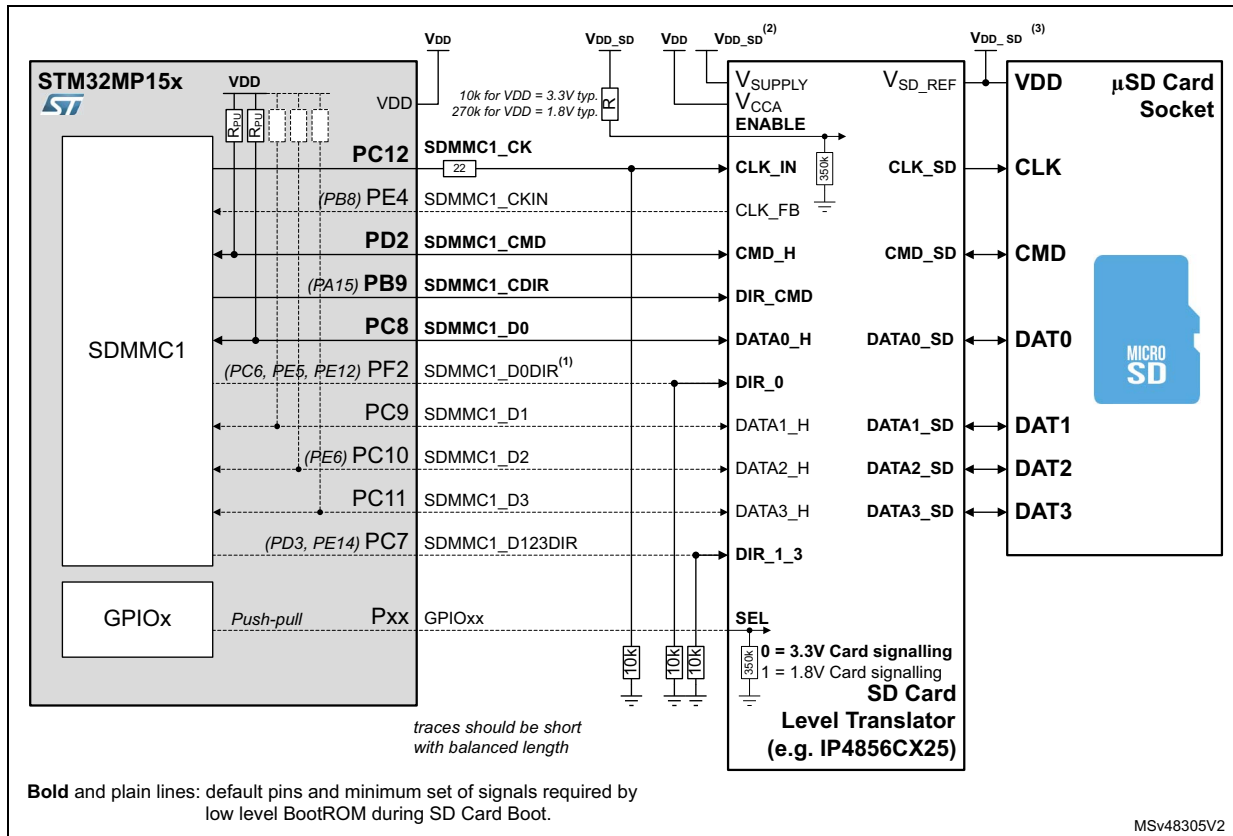 VDD
VDD_SD
VDD
VDD_SD(2)
VDD_SD (3)
STM32MP15x
ST
VDD
VDD
10k for VDD = 3.3V typ.
270k for VDD = 1.8V typ.
R
VSUPPLY
VCCA
ENABLE
VSD_REF
VDD
µSD Card
Socket
RPU
RPU
PC12
SDMMC1_CK
22
CLK_IN
350k
CLK_SD
CLK
(PB8) PE4
SDMMC1_CKIN
CLK_FB
PD2
SDMMC1_CMD
CMD_H
CMD_SD
CMD
(PA15) PB9
SDMMC1_CDIR
DIR_CMD
SDMMC1
PC8
SDMMC1_D0
DATA0_H
DATA0_SD
DAT0
MICRO
SD
(PC6, PE5, PE12) PF2
SDMMC1_D0DIR(1)
DIR_0
PC9
SDMMC1_D1
DATA1_H
DATA1_SD
DAT1
(PE6) PC10
SDMMC1_D2
DATA2_H
DATA2_SD
DAT2
PC11
SDMMC1_D3
DATA3_H
DATA3_SD
DAT3
(PD3, PE14) PC7
SDMMC1_D123DIR
DIR_1_3
GPIOx
Push-pull
Pxx
GPIOxx
SEL
10k
10k
10k
350k
0 = 3.3V Card signalling
1 = 1.8V Card signalling
SD Card
Level Translator
(e.g. IP4856CX25)
traces should be short
with balanced length
Bold and plain lines: default pins and minimum set of signals required by
low level BootROM during SD Card Boot.
MSv48305V2